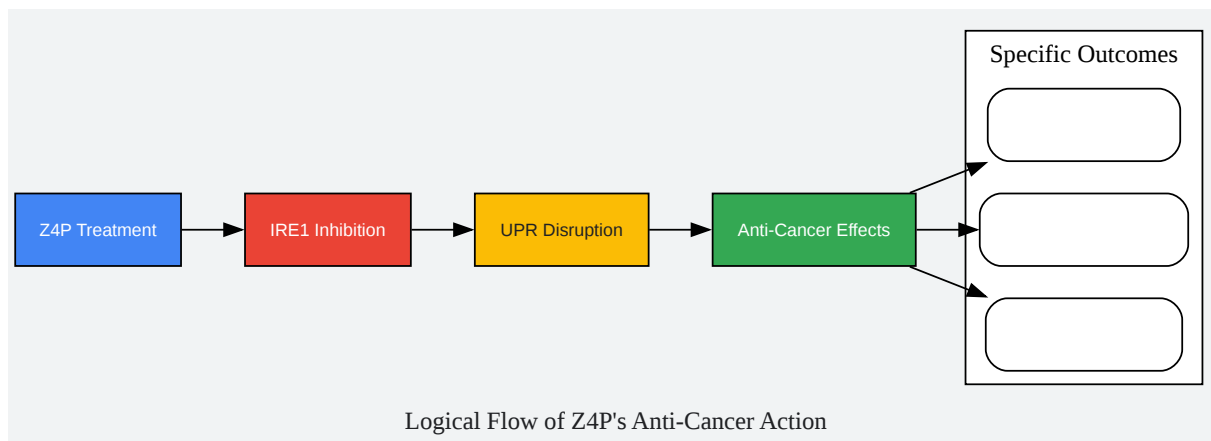 Specific Outcomes
Z4P Treatment
IRE1 Inhibition
UPR Disruption
Anti-Cancer Effects
Logical Flow of Z4P's Anti-Cancer Action